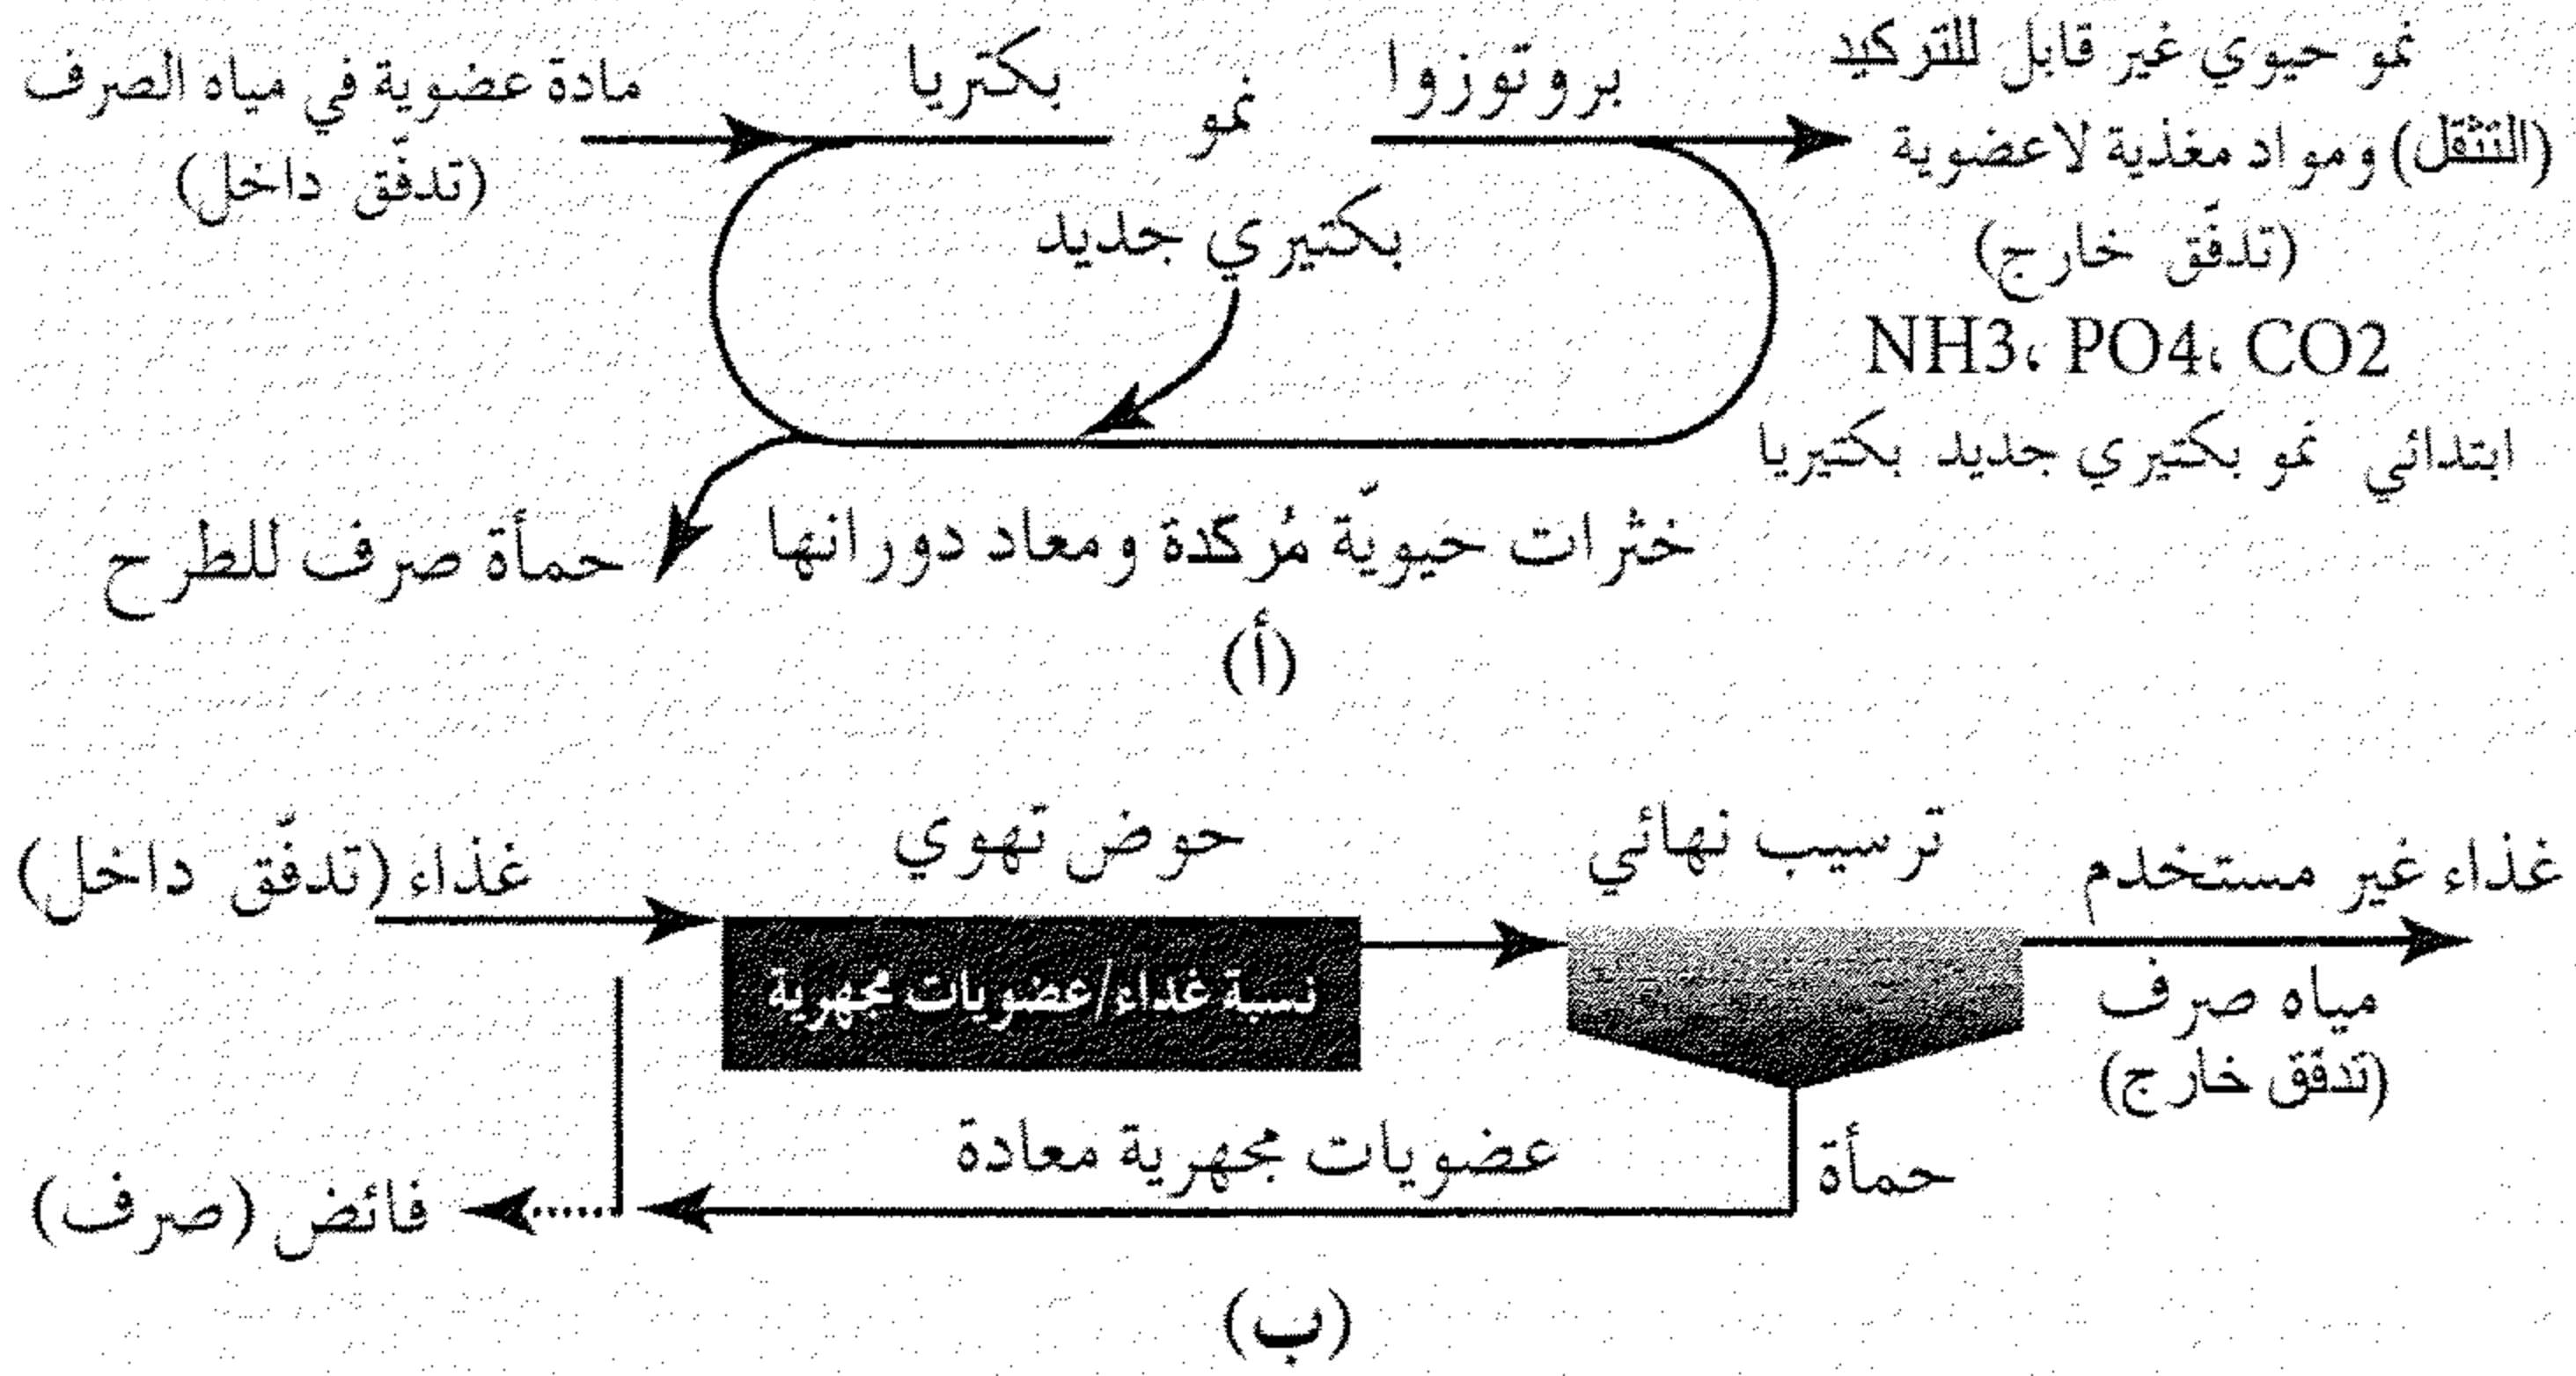 مادة عضوية في مياه الصرف
(تدفّق داخل)
بكتريا
نمو
بكتيري جديد
بروتوزوا
نمو حيوي غير قابل للتركيد
(التثقل) ومواد مغذية لاعضوية
(تدفّق خارج)
NH3، PO4، CO2
ابتدائي نمو بكتيري جديد بكتيريا
خثرات حيويّة مُركدة ومعاد دورانها
حمأة صرف للطرح
(أ)
غذاء (تدفّق داخل)
حوض تهوي
ترسيب نهائي
غذاء غير مستخدم
نسبة غذاء/عضويات مجهرية
مياه صرف
(تدفق خارج)
عضويات مجهرية معادة
حمأة
فائض (صرف)
(ب)